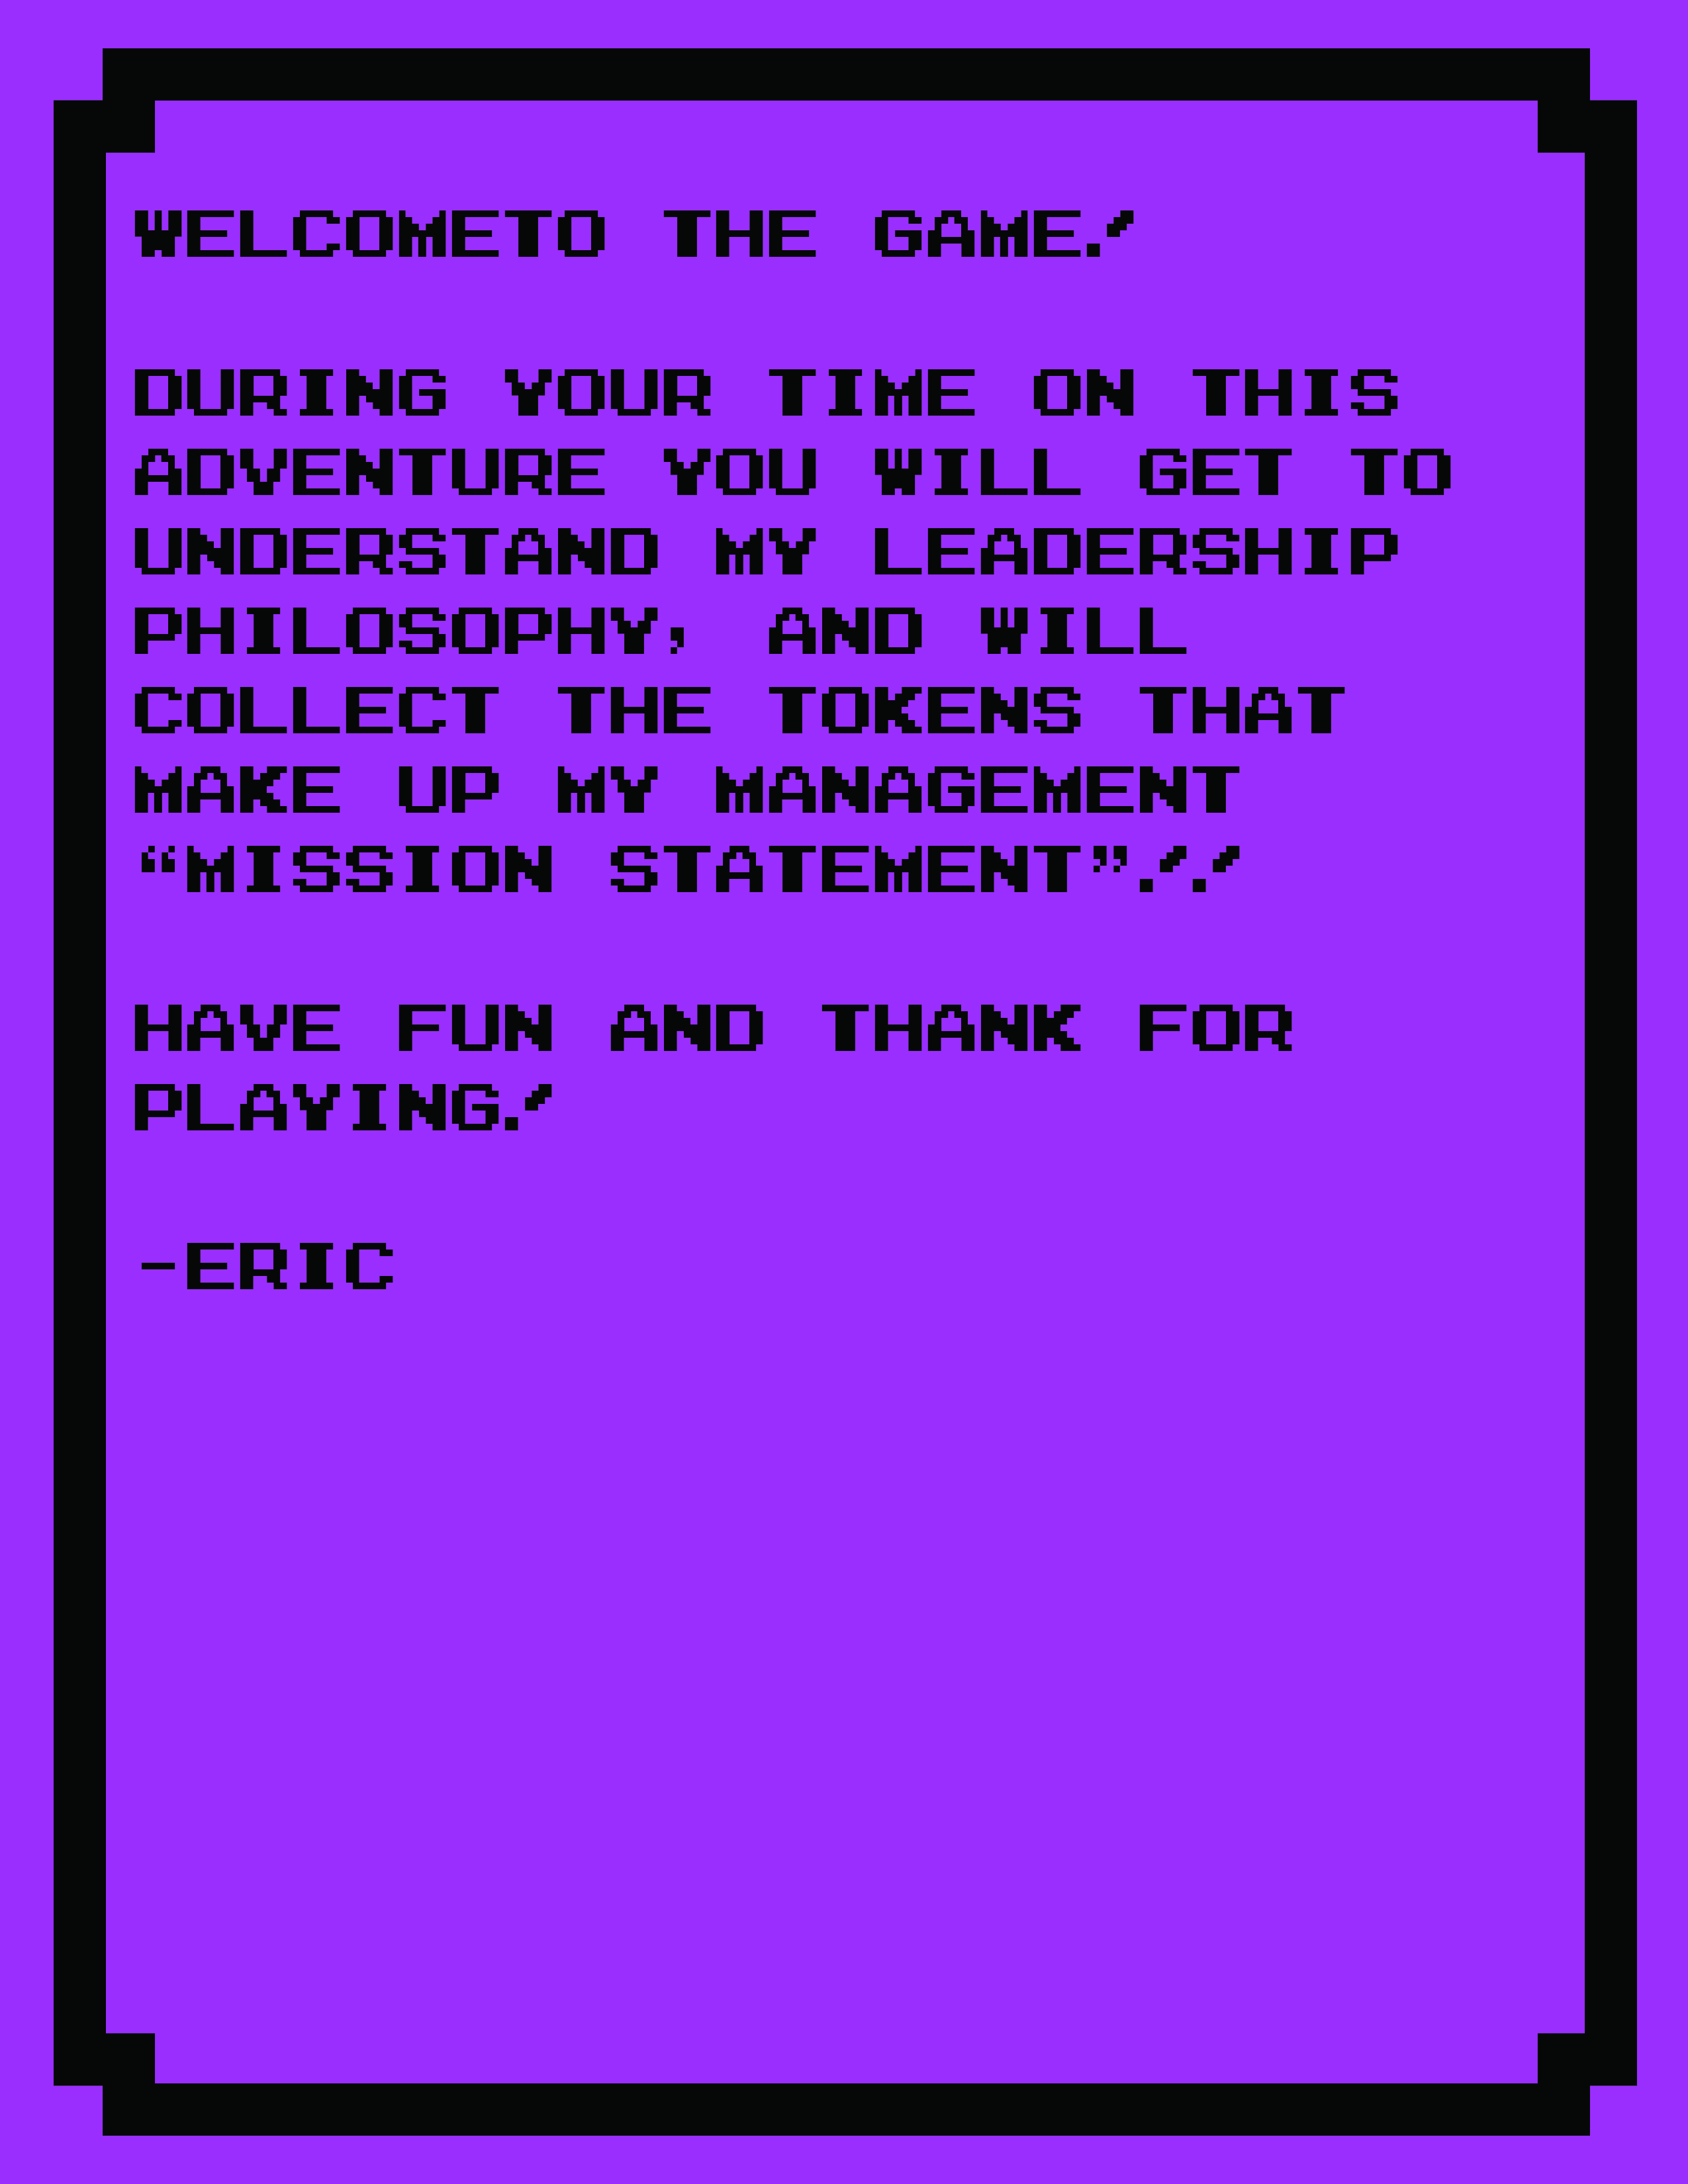 WELCOMETO THE GAME!
DURING YOUR TIME ON THIS
ADVENTURE YOU WILL GET TO
UNDERSTAND MY LEADERSHIP
PHILOSOPHY, AND WILL
COLLECT THE TOKENS THAT
MAKE UP MY MANAGEMENT
“MISSION STATEMENT”!!
HAVE FUN AND THANK FOR
PLAYING!
-ERIC